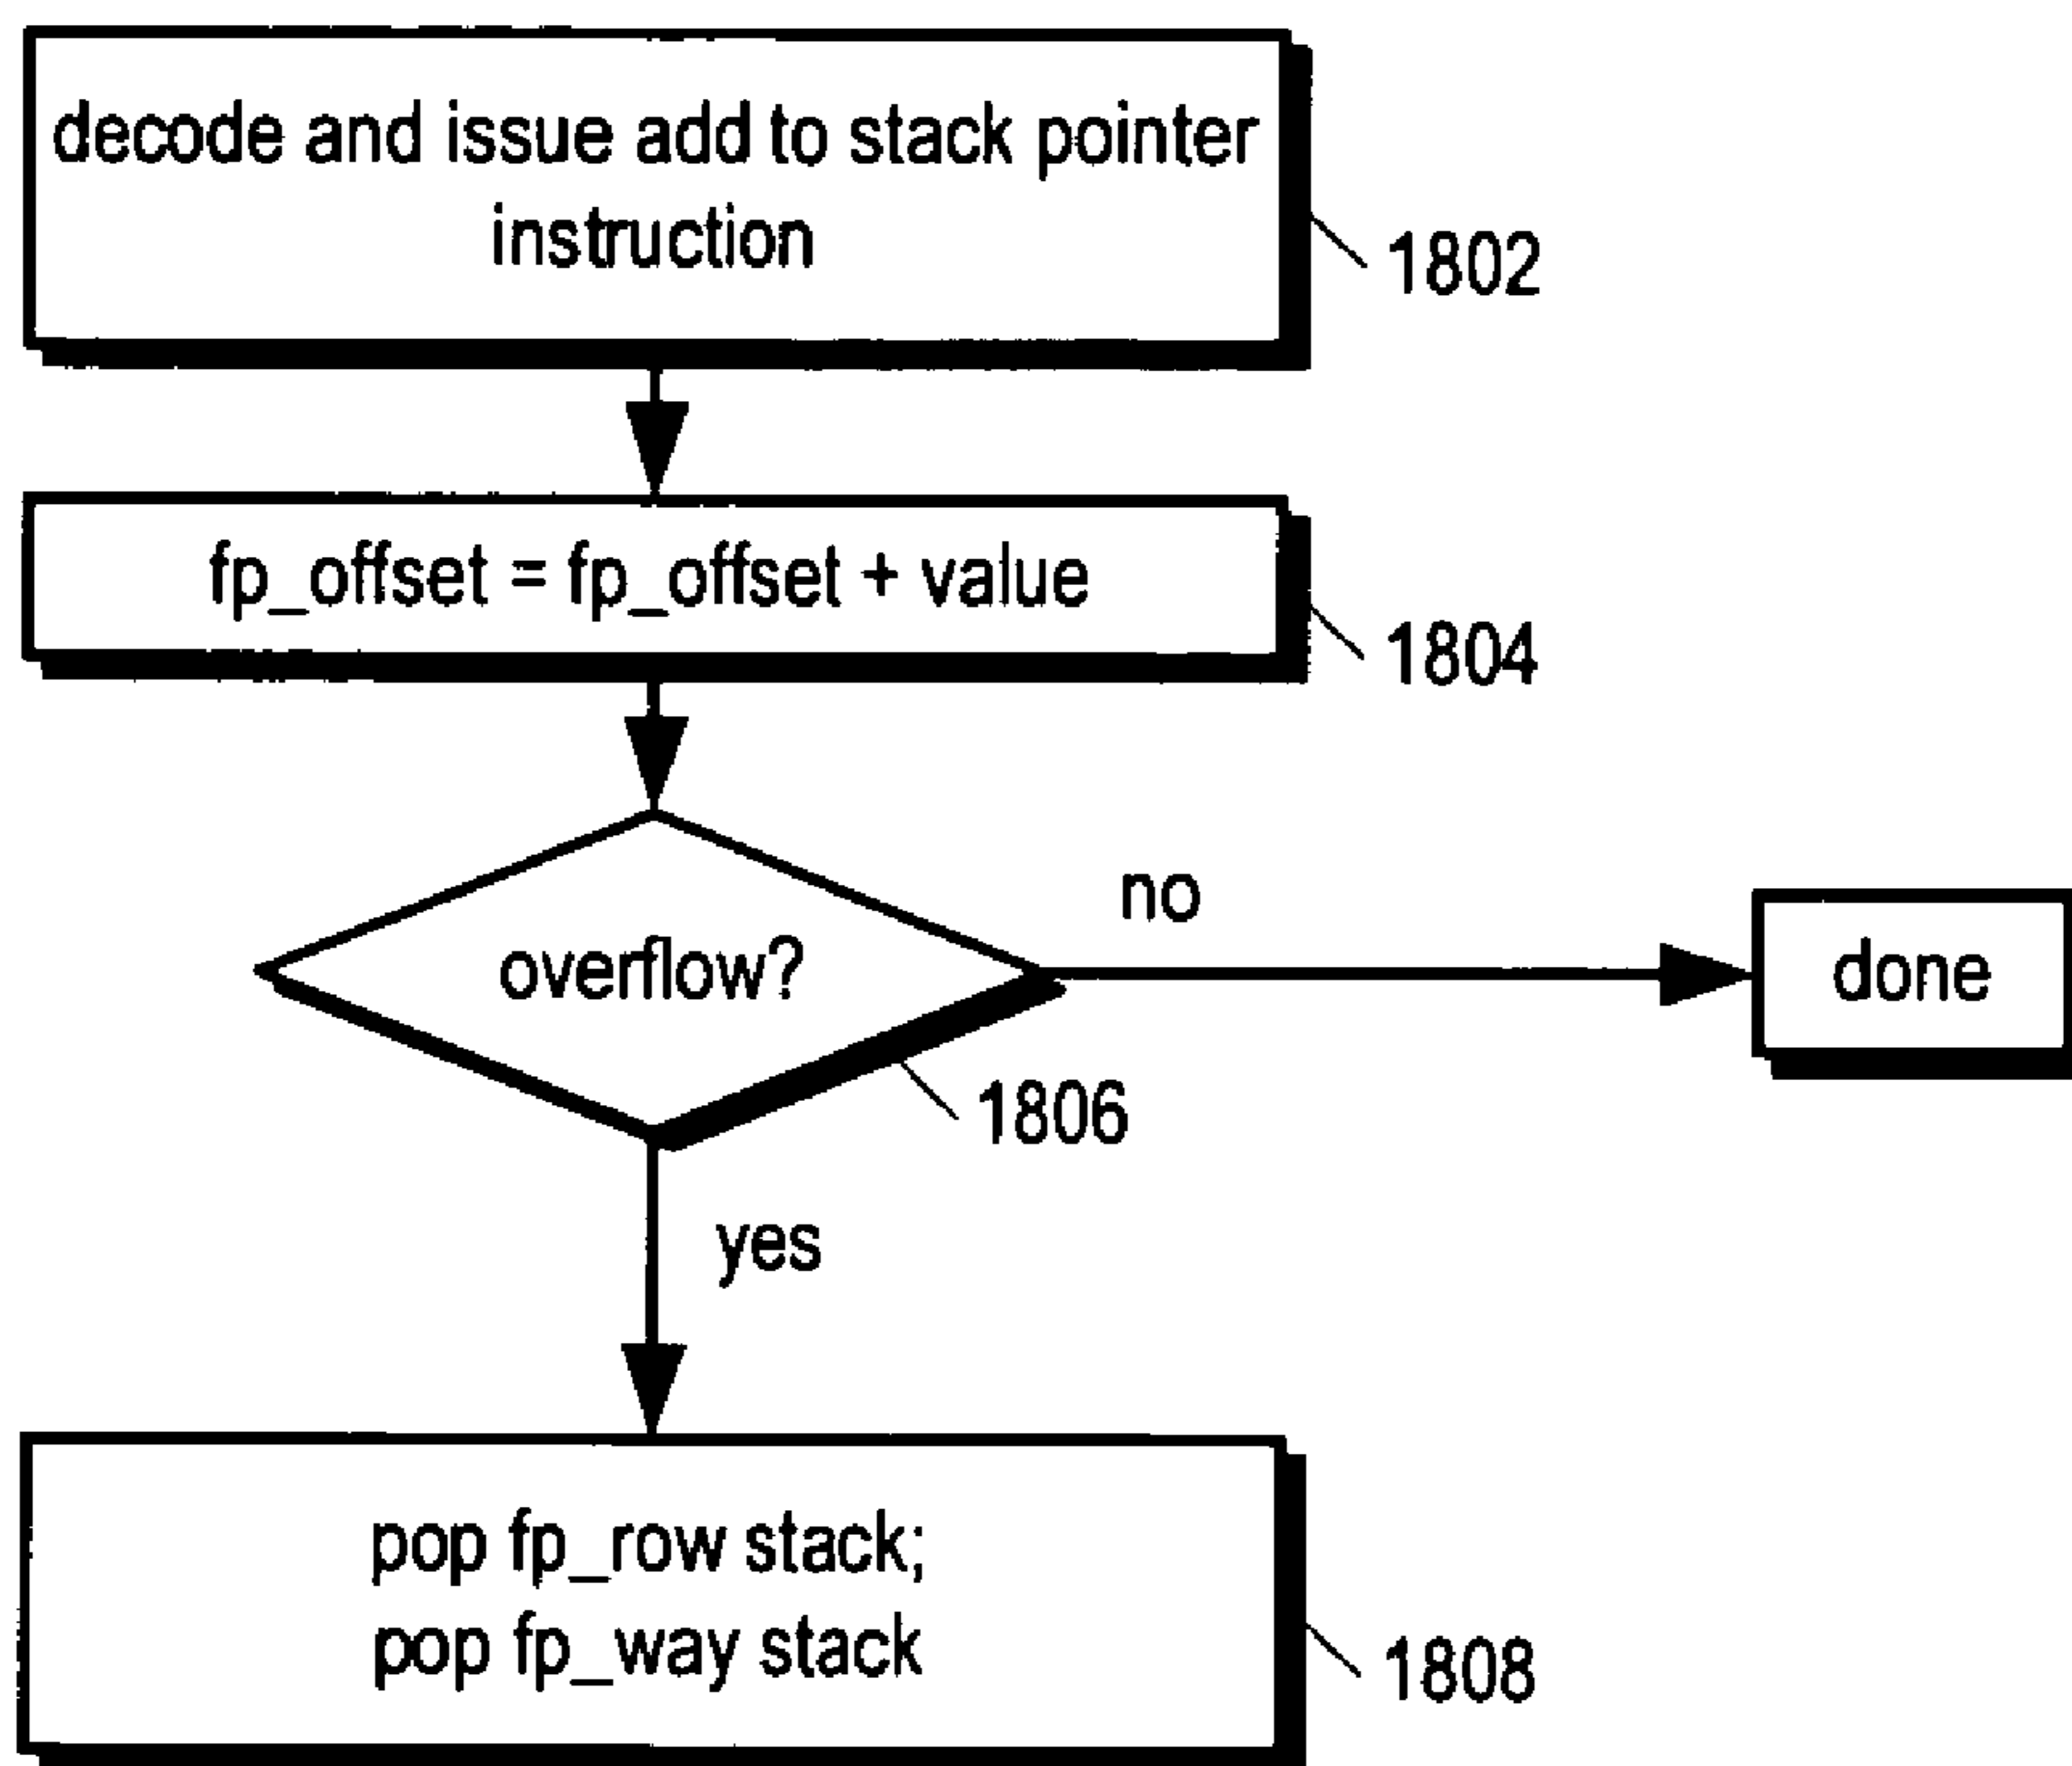 decode and issue add to stack pointer
instruction
1802
fp_offset = fp_offset + value
1804
no
overflow?
done
1806
yes
pop fp_row stack;
pop fp_way stack
1808